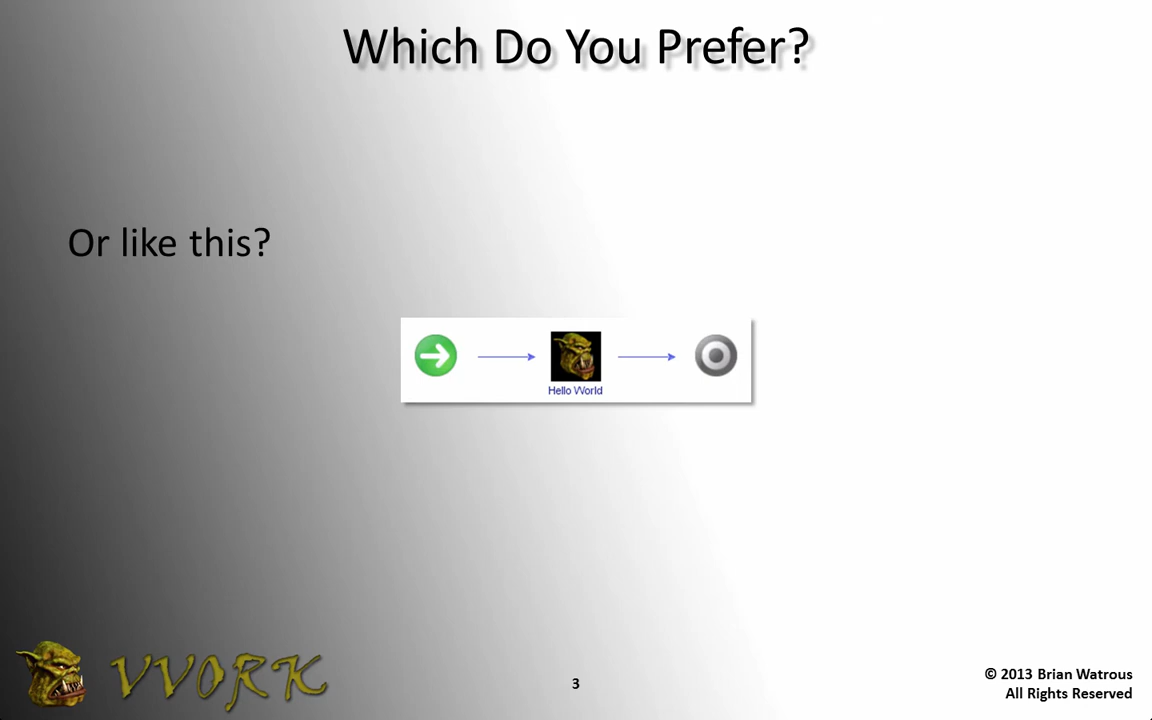 Which Do You Prefer?
Or like this?
Hello World
VVORK
3
© 2013 Brian Watrous
All Rights Reserved